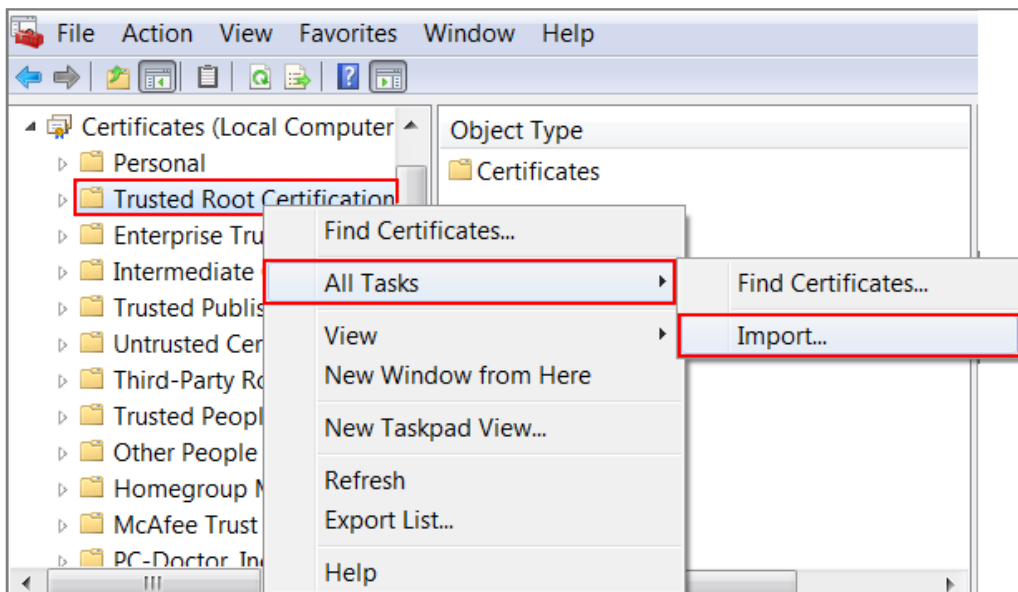 File Action View Favorites Window Help
Certificates (Local Computer
Personal
Trusted Root Certification
Enterprise Tru
Intermediate
Trusted Publis
Untrusted Cer
Third-Party Ro
Trusted Peopl
Other People
Homegroup M
McAfee Trust
PC-Doctor, In
Object Type
Certificates
Find Certificates...
All Tasks
View
New Window from Here
New Taskpad View...
Refresh
Export List...
Help
Find Certificates...
Import...